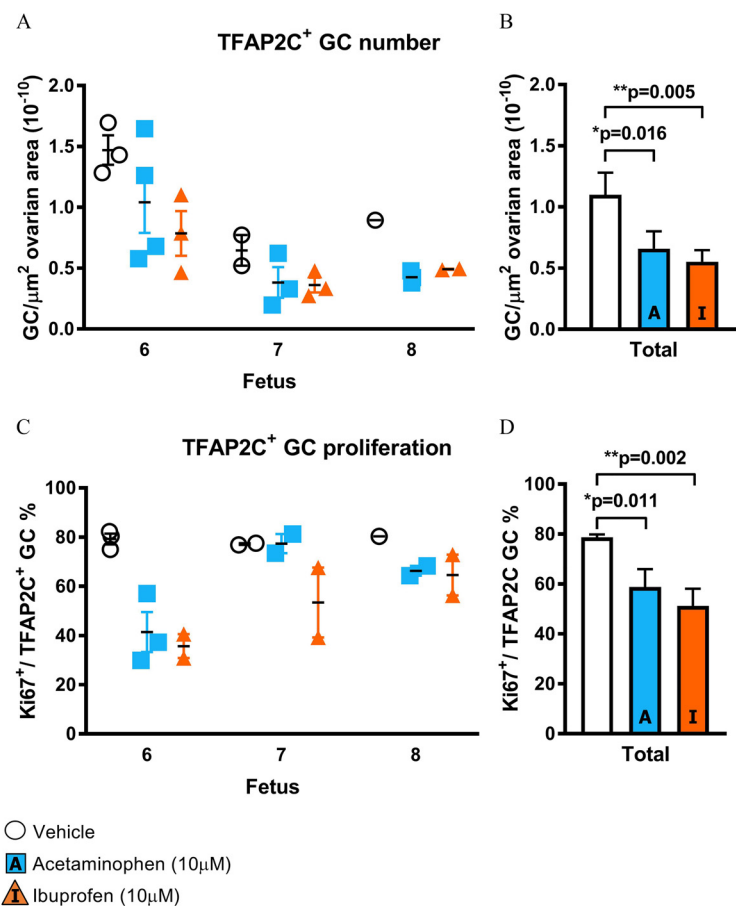 A
B
TFAP2C+ GC number
GC/μm2 ovarian area (10-10)
2.0
1.5
1.0
0.5
0.0
6
7
8
Fetus
GC/μm2 ovarian area (10-10)
2.0
1.5
1.0
0.5
0.0
**p=0.005
*p=0.016
A
I
Total
C
D
TFAP2C+ GC proliferation
Ki67+/ TFAP2C+ GC %
100
80
60
40
20
0
6
7
8
Fetus
Ki67+/ TFAP2C GC %
100
80
60
40
20
0
**p=0.002
*p=0.011
A
I
Total
Vehicle
A Acetaminophen (10μM)
I Ibuprofen (10μM)